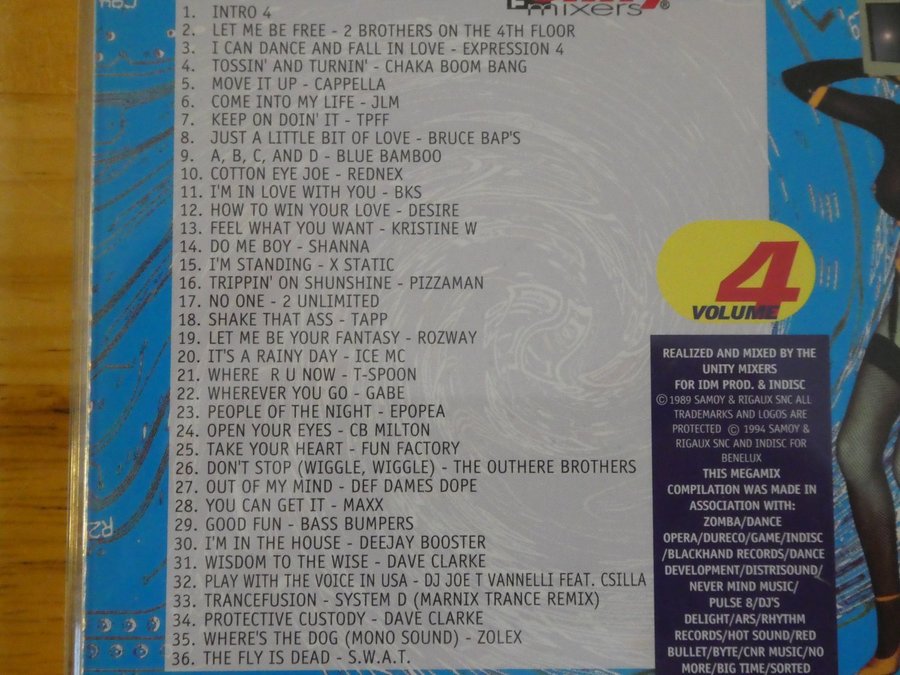 mixers®
1. INTRO 4
2. LET ME BE FREE - 2 BROTHERS ON THE 4TH FLOOR
3. I CAN DANCE AND FALL IN LOVE - EXPRESSION 4
4. TOSSIN' AND TURNIN' - CHAKA BOOM BANG
5. MOVE IT UP - CAPPELLA
6. COME INTO MY LIFE - JLM
7. KEEP ON DOIN' IT - TPFF
8. JUST A LITTLE BIT OF LOVE - BRUCE BAP'S
9. A, B, C, AND D - BLUE BAMBOO
10. COTTON EYE JOE - REDNEX
11. I'M IN LOVE WITH YOU - BKS
12. HOW TO WIN YOUR LOVE - DESIRE
13. FEEL WHAT YOU WANT - KRISTINE W
14. DO ME BOY - SHANNA
15. I'M STANDING - X STATIC
16. TRIPPIN' ON SHUNSHINE - PIZZAMAN
17. NO ONE - 2 UNLIMITED
18. SHAKE THAT ASS - TAPP
19. LET ME BE YOUR FANTASY - ROZWAY
20. IT'S A RAINY DAY - ICE MC
21. WHERE R U NOW - T-SPOON
22. WHEREVER YOU GO - GABE
23. PEOPLE OF THE NIGHT - EPOPEA
24. OPEN YOUR EYES - CB MILTON
25. TAKE YOUR HEART - FUN FACTORY
26. DON'T STOP (WIGGLE, WIGGLE) - THE OUTHERE BROTHERS
27. OUT OF MY MIND - DEF DAMES DOPE
28. YOU CAN GET IT - MAXX
29. GOOD FUN - BASS BUMPERS
30. I'M IN THE HOUSE - DEEJAY BOOSTER
31. WISDOM TO THE WISE - DAVE CLARKE
32. PLAY WITH THE VOICE IN USA - DJ JOE T VANNELLI FEAT. CSILLA
33. TRANCEFUSION - SYSTEM D (MARNIX TRANCE REMIX)
34. PROTECTIVE CUSTODY - DAVE CLARKE
35. WHERE'S THE DOG (MONO SOUND) - ZOLEX
36. THE FLY IS DEAD - S.W.A.T.
4
VOLUME
REALIZED AND MIXED BY THE
UNITY MIXERS
FOR IDM PROD. & INDISC
© 1989 SAMOY & RIGAUX SNC ALL
TRADEMARKS AND LOGOS ARE
PROTECTED © 1994 SAMOY &
RIGAUX SNC AND INDISC FOR
BENELUX
THIS MEGAMIX
COMPILATION WAS MADE IN
ASSOCIATION WITH:
ZOMBA/DANCE
OPERA/DURECO/GAME/INDISC
/BLACKHAND RECORDS/DANCE
DEVELOPMENT/DISTRISOUND/
NEVER MIND MUSIC/
PULSE 8/DJ'S
DELIGHT/ARS/RHYTHM
RECORDS/HOT SOUND/RED
BULLET/BYTE/CNR MUSIC/NO
MORE/BIG TIME/SORTED
R2